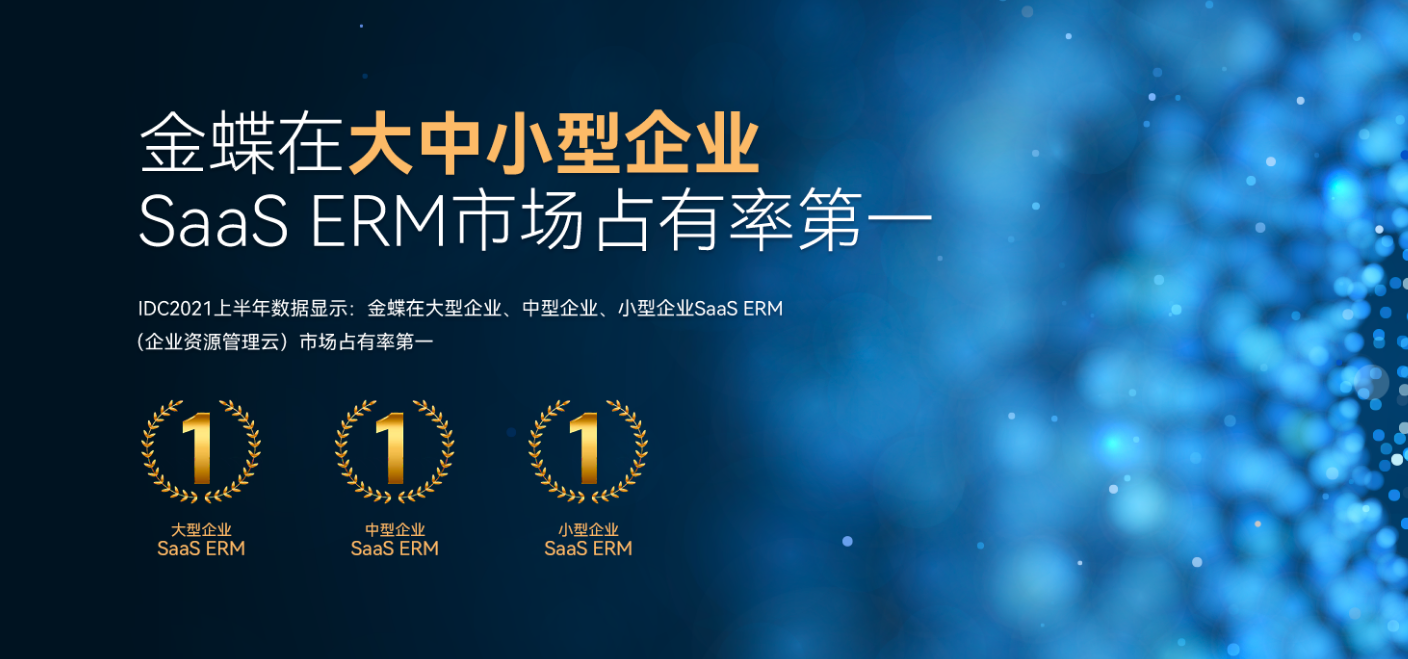 金蝶在大中小型企业
SaaS ERM市场占有率第一
IDC2021上半年数据显示：金蝶在大型企业、中型企业、小型企业SaaS ERM
(企业资源管理云）市场占有率第一
1 1 1
大型企业 中型企业 小型企业
SaaS ERM SaaS ERM SaaS ERM